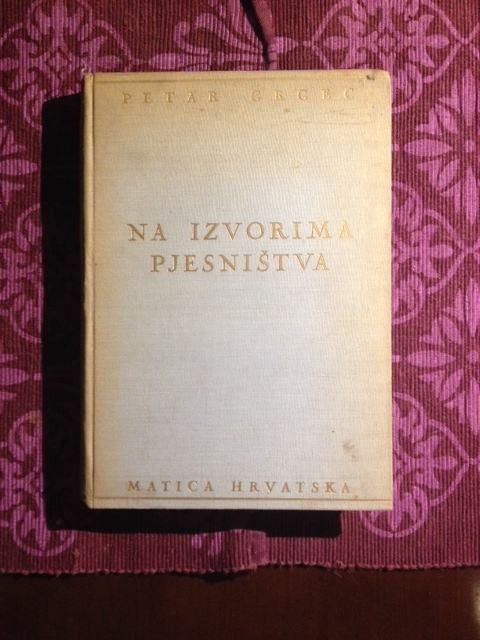 PETAR GRGEC
NA IZVORIMA
PJESNIŠTVA
MATICA HRVATSKA